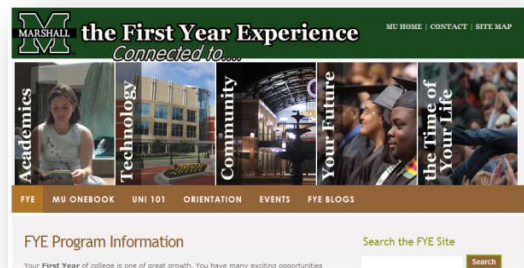 MARSHALL the First Year Experience
MU HOME | CONTACT | SITE MAP
Connected to....
Academics
Technology
Community
Your Future
the Time of
Your Life
FYE MU ONEBOOK UNI 101 ORIENTATION EVENTS FYE BLOGS
FYE Program Information
Search the FYE Site
Your First Year of college is one of great growth. You have many exciting opportunities
Search